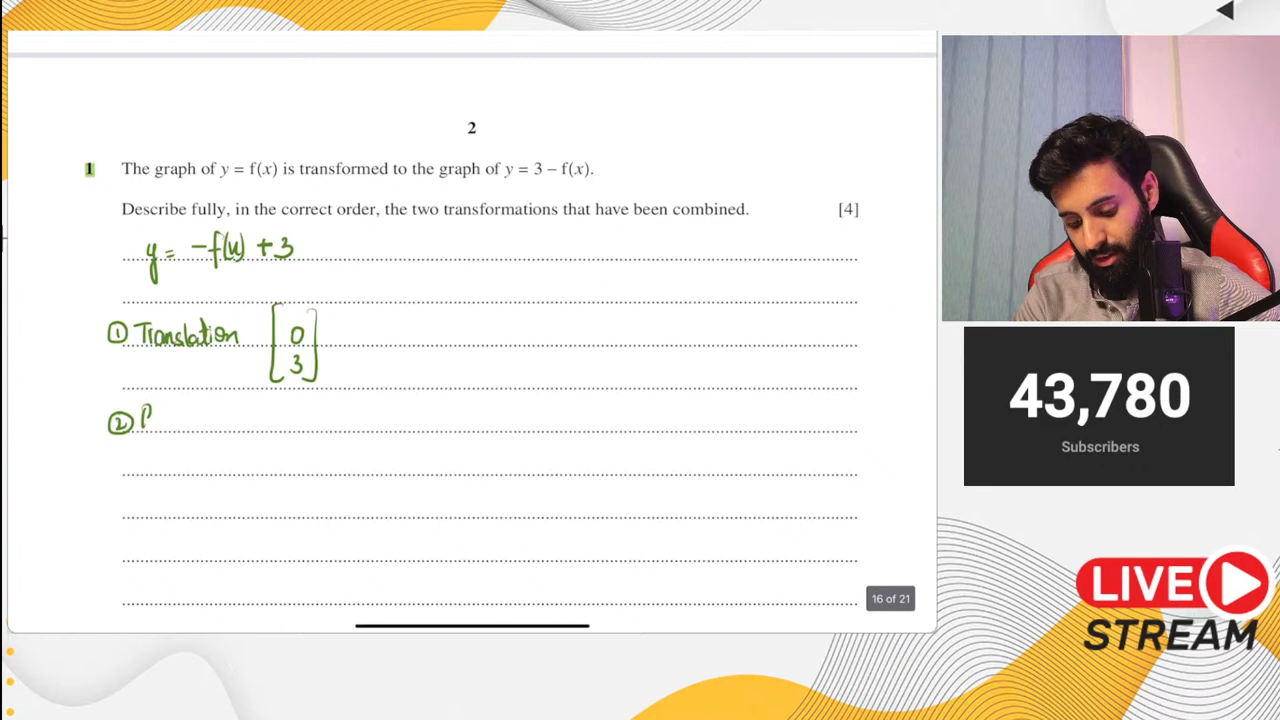 2
1 The graph of y = f(x) is transformed to the graph of y = 3 – f(x).
Describe fully, in the correct order, the two transformations that have been combined. [4]
y = -f(x) + 3
① Translation [0 3]
②
16 of 21
43,780
Subscribers
LIVE
STREAM